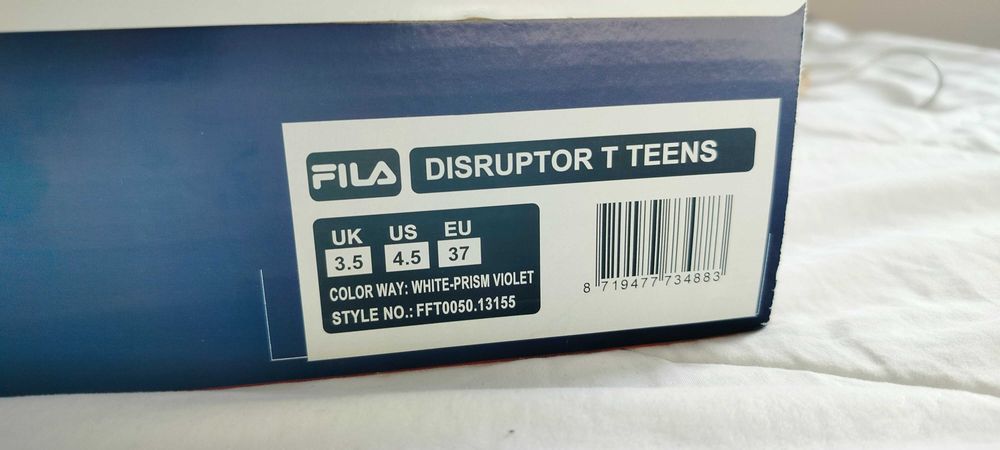 FILA
DISRUPTOR T TEENS
UK US EU
3.5 4.5 37
COLOR WAY: WHITE-PRISM VIOLET
STYLE NO.: FFT0050.13155
8 719477 734883